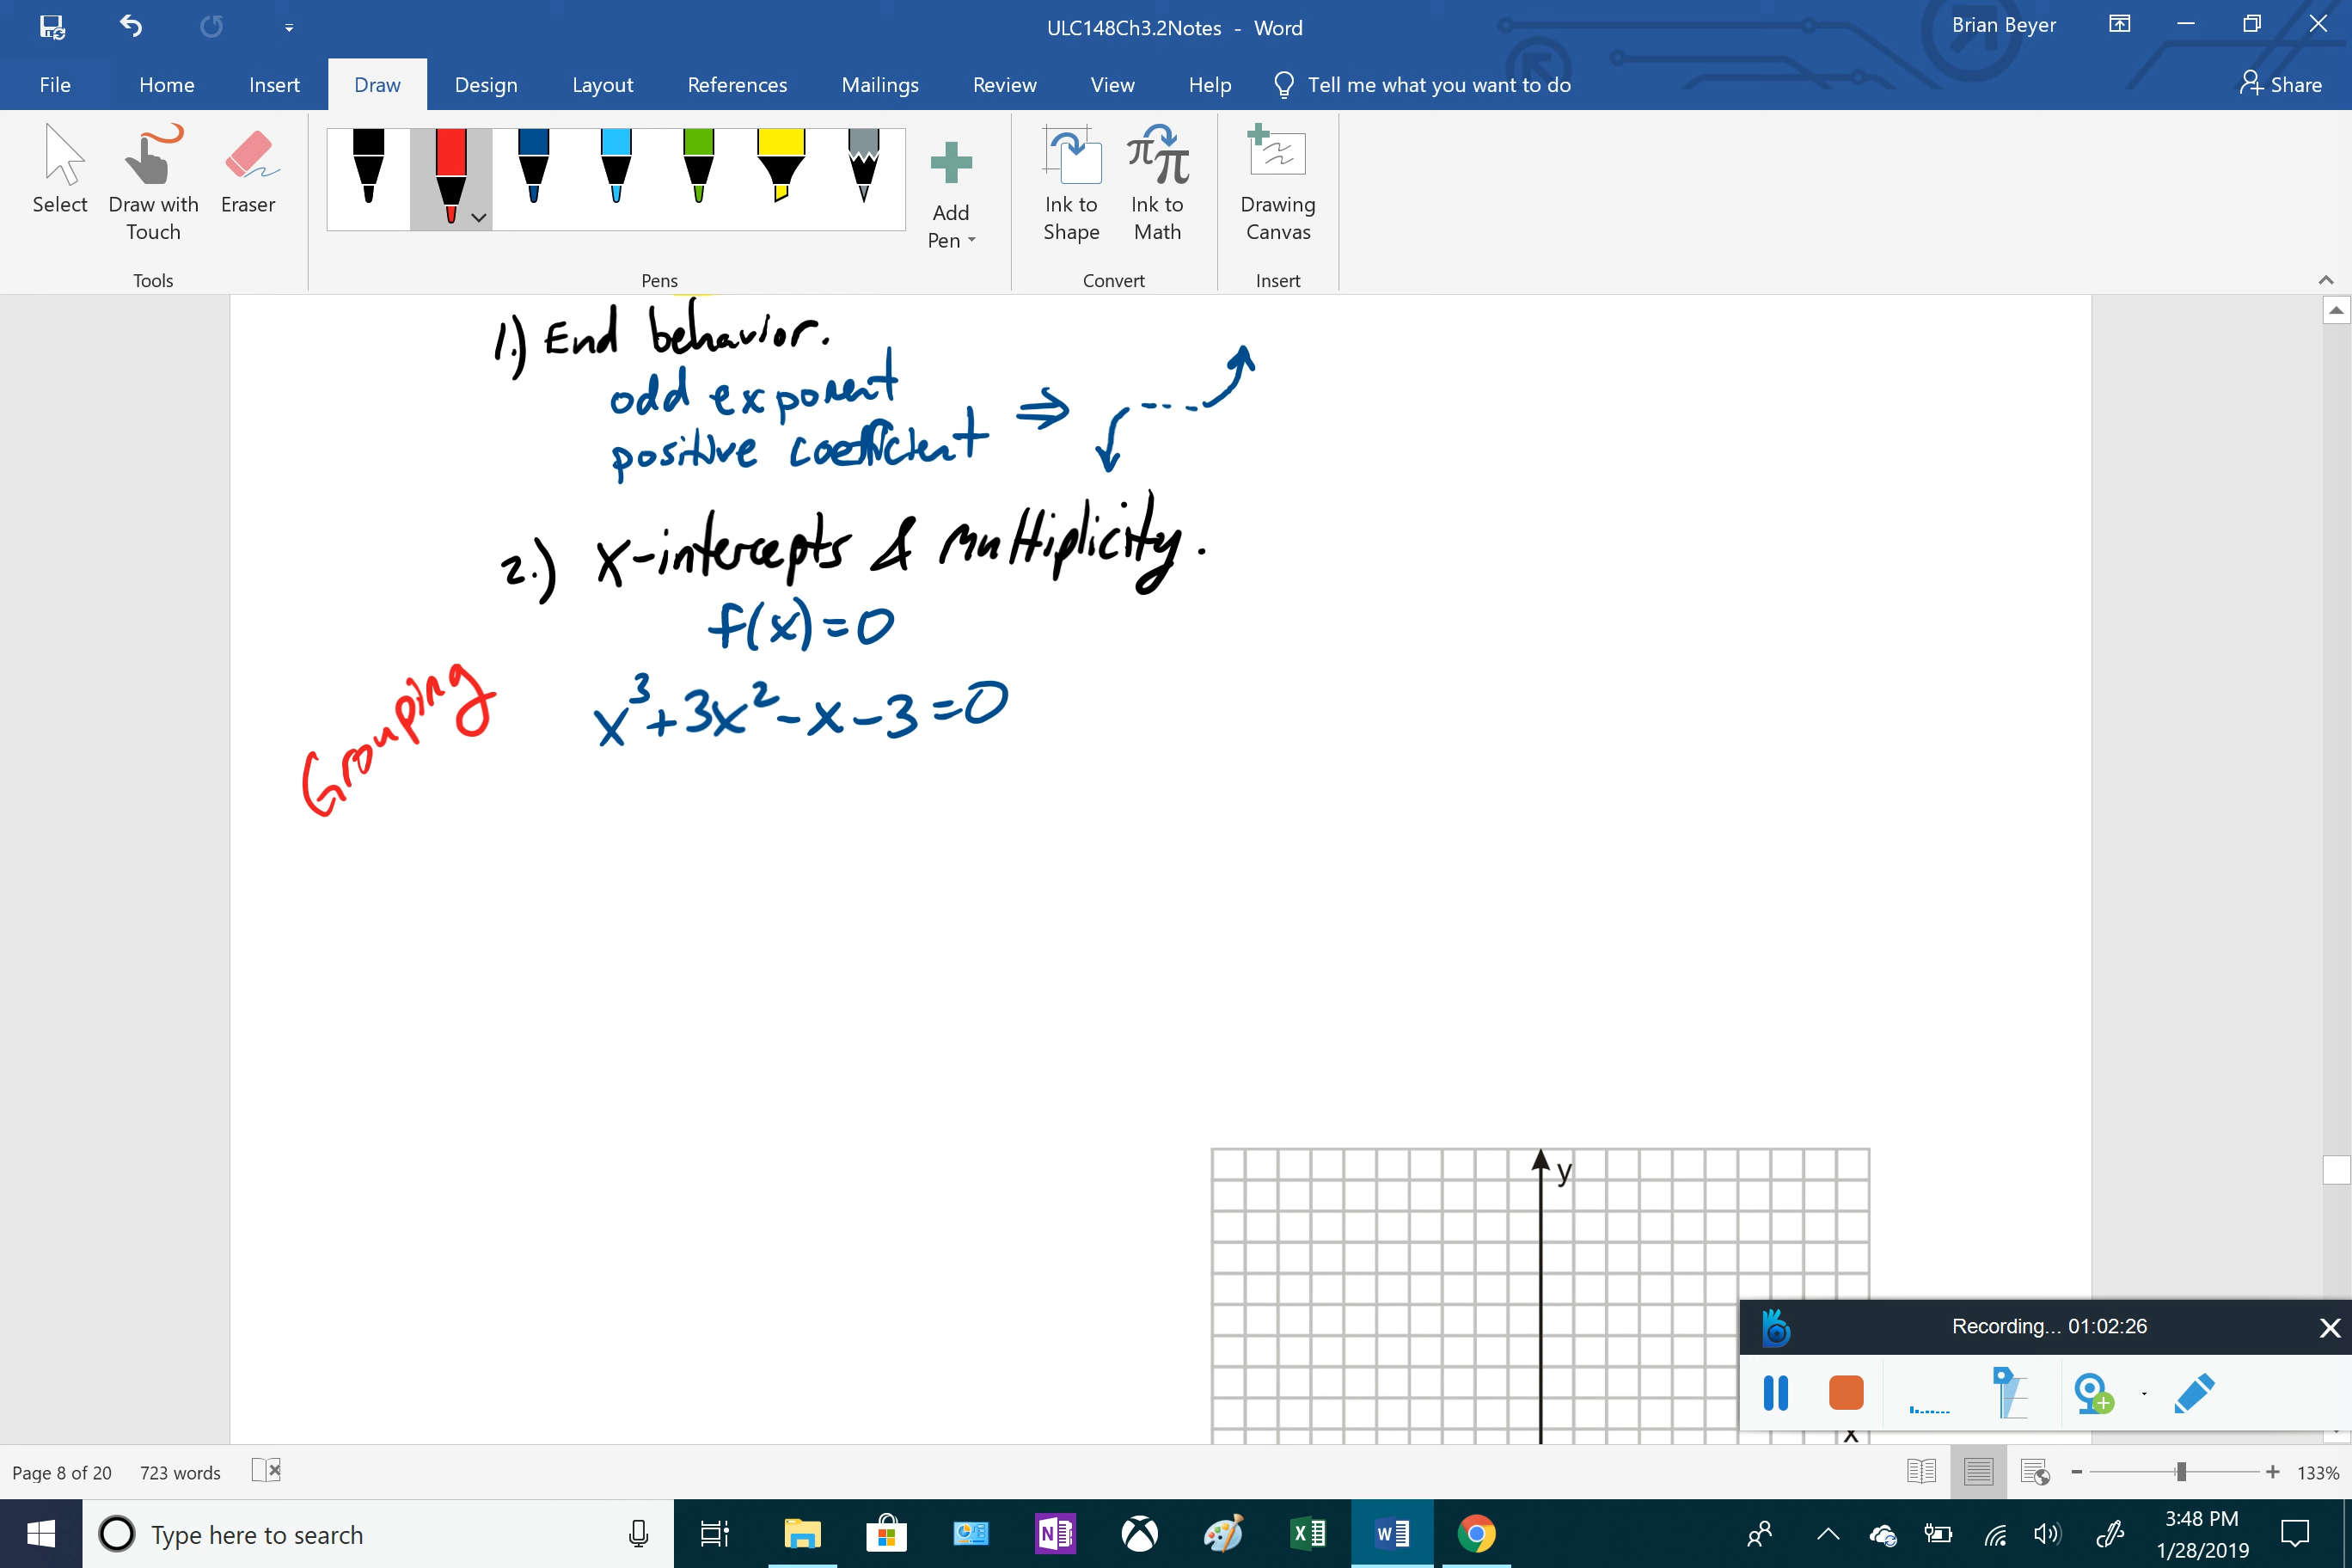 ULC148Ch3.2Notes - Word
Brian Beyer
File Home Insert Draw Design Layout References Mailings Review View Help Tell me what you want to do Share
Select Draw with Touch Eraser
Tools
Pens
Add Pen
Ink to Shape Ink to Math
Convert
Drawing Canvas
Insert
1.) End behavior.
odd exponent
positive coefficient ⇒
2.) x-intercepts & multiplicity.
f(x)=0
Grouping
x³+3x²-x-3=0
y
x
Recording... 01:02:26
Page 8 of 20 723 words
133%
Type here to search
3:48 PM
1/28/2019